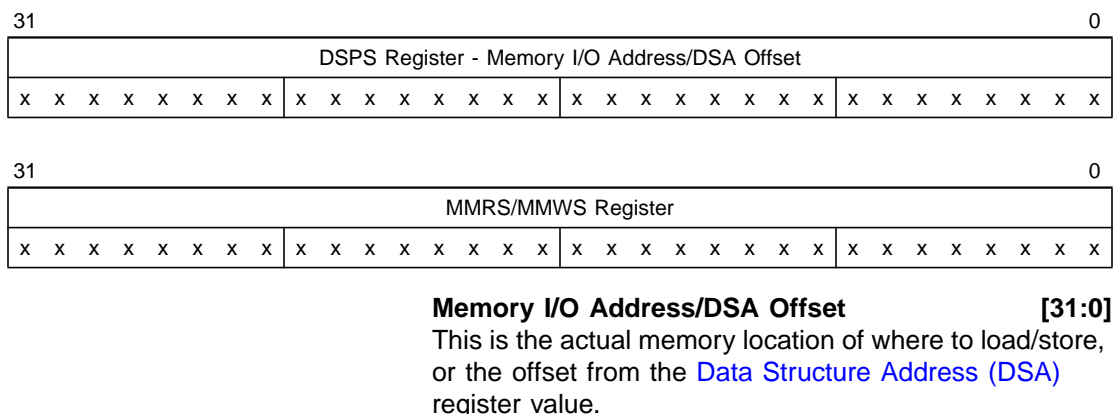 31 0
DSPS Register - Memory I/O Address/DSA Offset
x x x x x x x x x x x x x x x x x x x x x x x x x x x x x x x x
31 0
MMRS/MMWS Register
x x x x x x x x x x x x x x x x x x x x x x x x x x x x x x x x
Memory I/O Address/DSA Offset [31:0]
This is the actual memory location of where to load/store,
or the offset from the Data Structure Address (DSA)
register value.